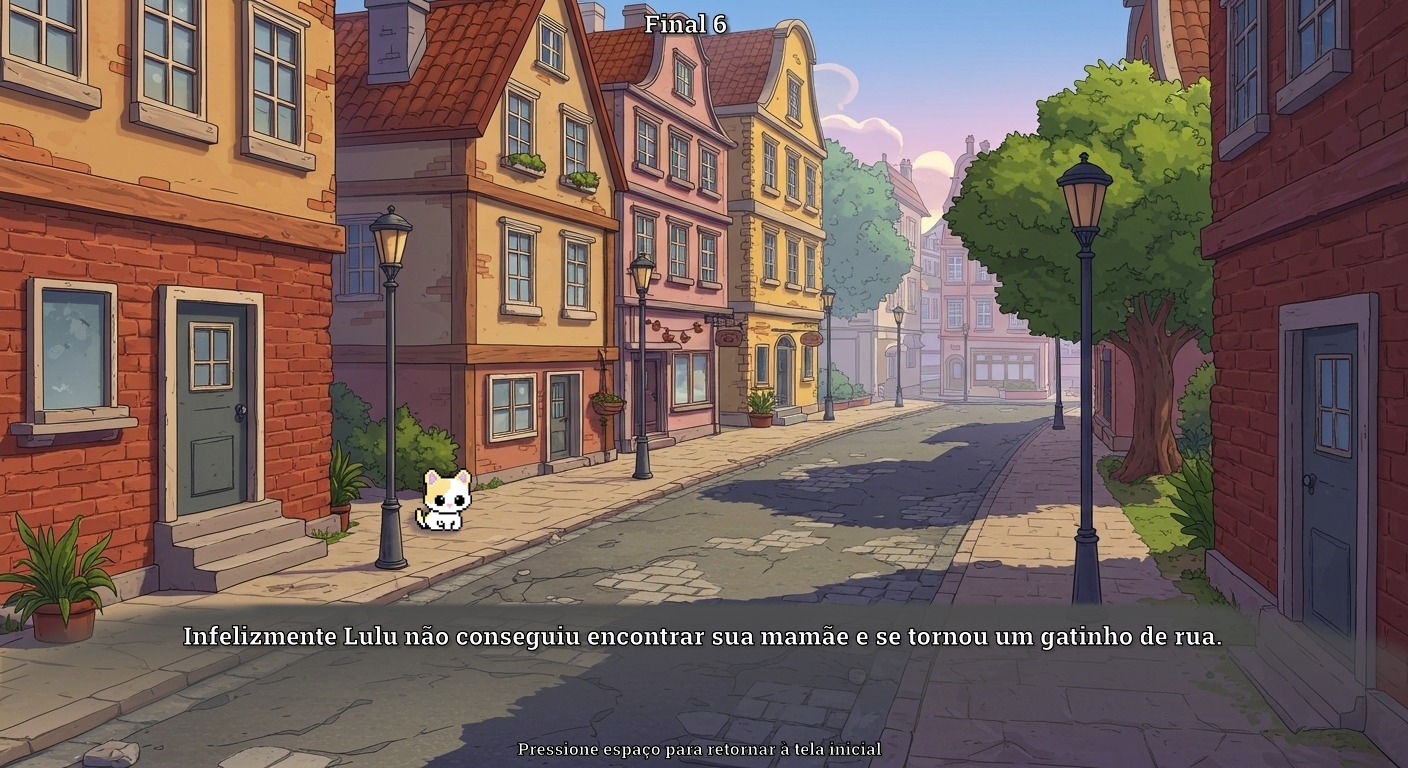 Final 6
Infelizmente Lulu não conseguiu encontrar sua mamãe e se tornou um gatinho de rua.
Pressione espaço para retornar à tela inicial